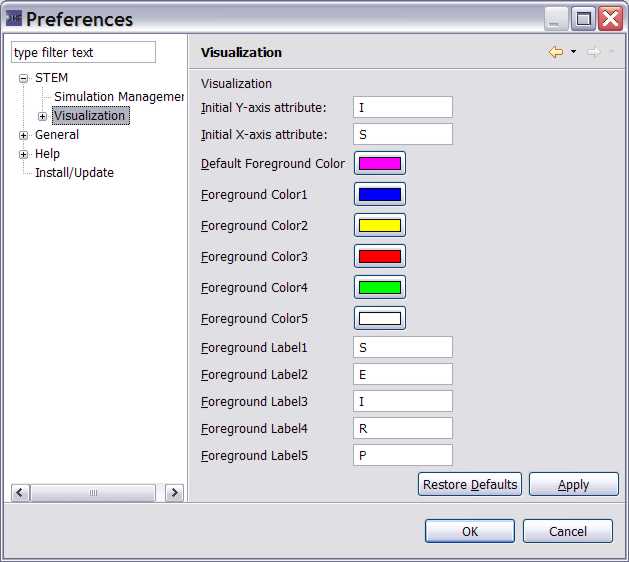 Preferences
type filter text
STEM
Simulation Managemen
Visualization
General
Help
Install/Update
Visualization
Visualization
Initial Y-axis attribute: I
Initial X-axis attribute: S
Default Foreground Color
Foreground Color1
Foreground Color2
Foreground Color3
Foreground Color4
Foreground Color5
Foreground Label1 S
Foreground Label2 E
Foreground Label3 I
Foreground Label4 R
Foreground Label5 P
Restore Defaults Apply
OK Cancel